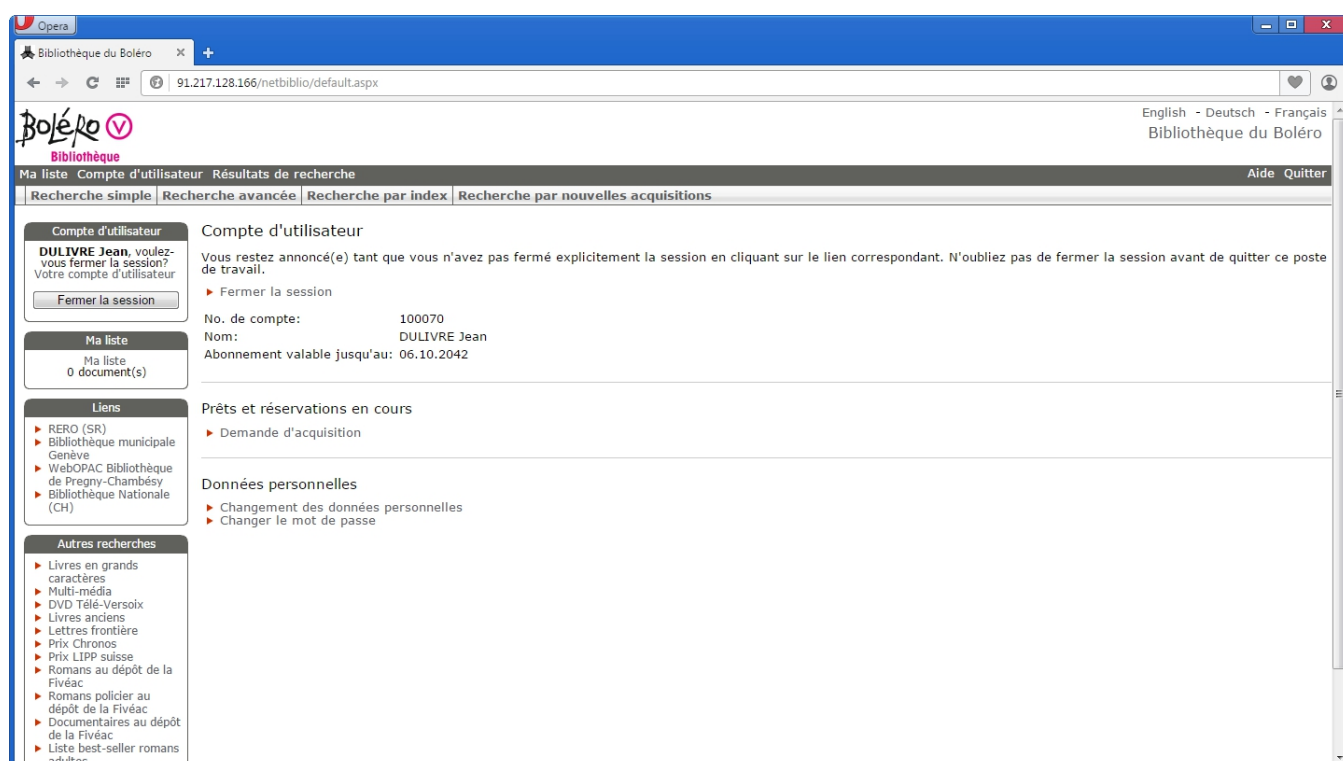 Opera
Bibliothèque du Boléro
91.217.128.166/netbiblio/default.aspx
Boléro V
Bibliothèque
English - Deutsch - Français
Bibliothèque du Boléro
Ma liste Compte d'utilisateur Résultats de recherche Aide Quitter
Recherche simple Recherche avancée Recherche par index Recherche par nouvelles acquisitions
Compte d'utilisateur
DULIVRE Jean, voulez-
vous fermer la session?
Votre compte d'utilisateur
Fermer la session
Ma liste
Ma liste
0 document(s)
Liens
RERO (SR)
Bibliothèque municipale
Genève
WebOPAC Bibliothèque
de Pregny-Chambésy
Bibliothèque Nationale
(CH)
Autres recherches
Livres en grands
caractères
Multi-média
DVD Télé-Versoix
Livres anciens
Lettres frontière
Prix Chronos
Prix LIPP suisse
Romans au dépôt de la
Fivéac
Romans policier au
dépôt de la Fivéac
Documentaires au dépôt
de la Fivéac
Liste best-seller romans
adultes
Compte d'utilisateur
Vous restez annoncé(e) tant que vous n'avez pas fermé explicitement la session en cliquant sur le lien correspondant. N'oubliez pas de fermer la session avant de quitter ce poste
de travail.
Fermer la session
No. de compte: 100070
Nom: DULIVRE Jean
Abonnement valable jusqu'au: 06.10.2042
Prêts et réservations en cours
Demande d'acquisition
Données personnelles
Changement des données personnelles
Changer le mot de passe